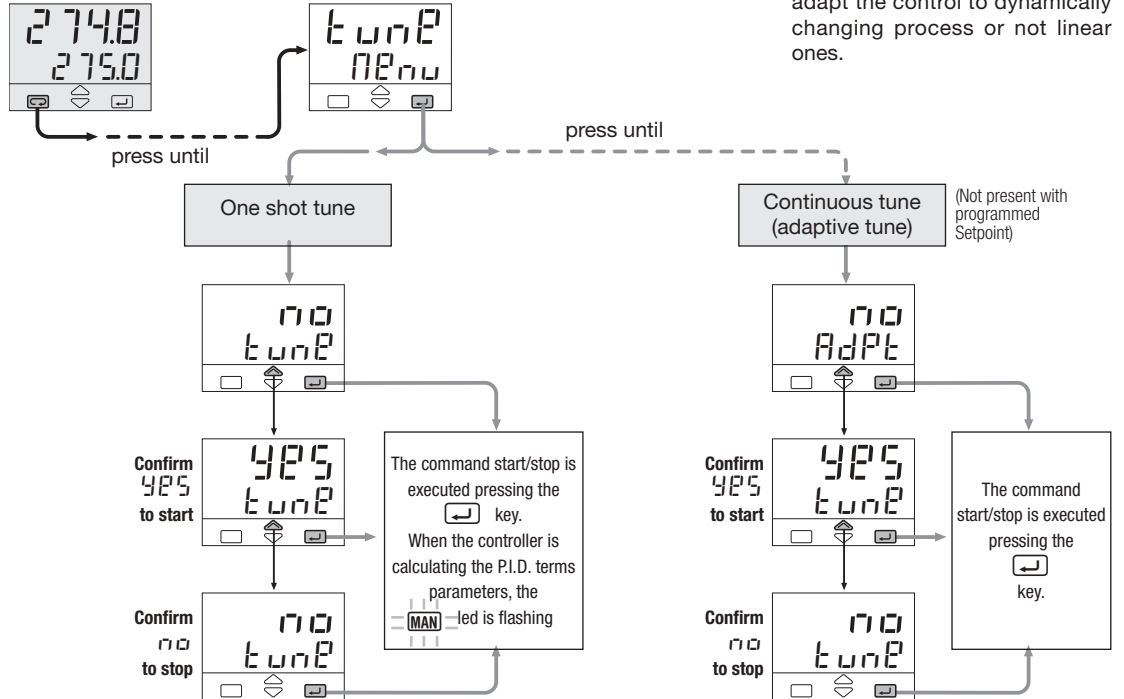 adapt the control to dynamically
changing process or not linear
ones.
274.8
275.0
tune
Menu
press until
press until
One shot tune
Continuous tune
(adaptive tune)
(Not present with
programmed
Setpoint)
no
tune
no
AdPt
Confirm
YES
to start
YES
tune
The command start/stop is
executed pressing the
key.
When the controller is
calculating the P.I.D. terms
parameters, the
MAN led is flashing
Confirm
no
to stop
no
tune
Confirm
YES
to start
YES
tune
The command
start/stop is executed
pressing the
key.
Confirm
no
to stop
no
tune